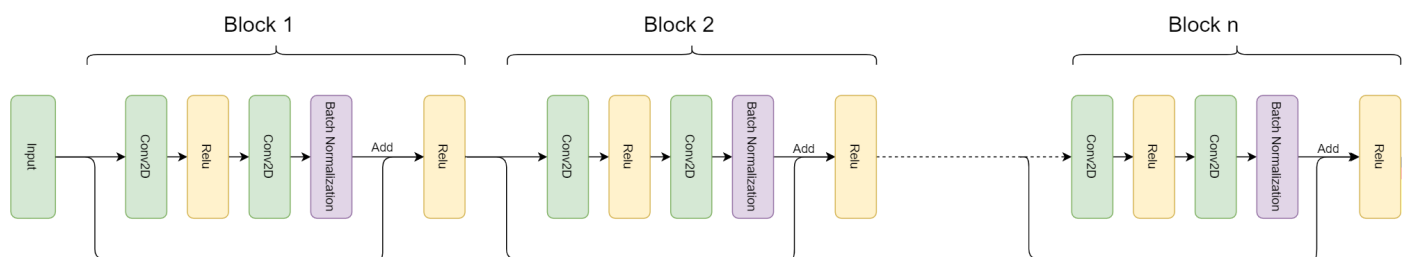 Block 1
Block 2
Block n
Input
Conv2D
Relu
Conv2D
Batch Normalization
Add
Relu
Conv2D
Relu
Conv2D
Batch Normalization
Add
Relu
Conv2D
Relu
Conv2D
Batch Normalization
Add
Relu